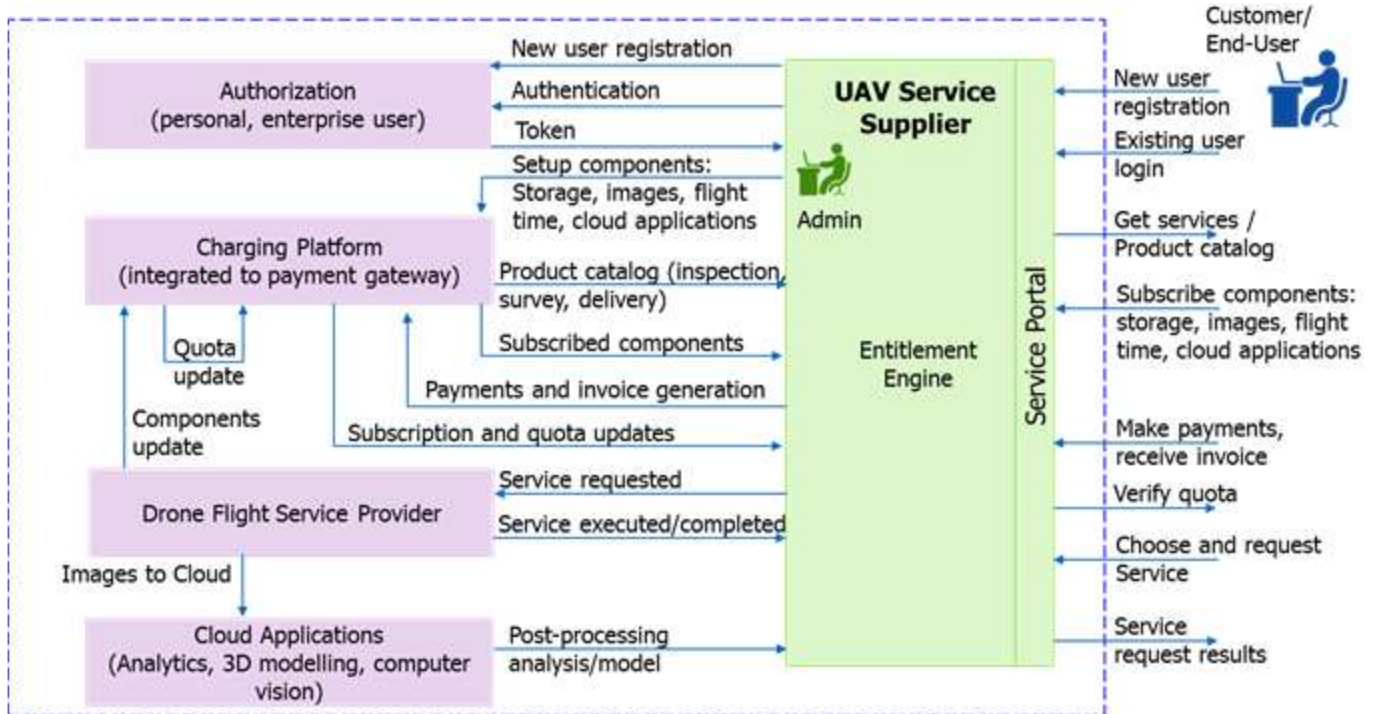 Customer/
End-User
New user registration
Authorization
(personal, enterprise user)
Authentication
Token
Setup components:
Storage, images, flight
time, cloud applications
Charging Platform
(integrated to payment gateway)
Product catalog (inspection,
survey, delivery)
Quota
update
Subscribed components
Payments and invoice generation
Components
update
Subscription and quota updates
Service requested
Drone Flight Service Provider
Service executed/completed
Images to Cloud
Cloud Applications
(Analytics, 3D modelling, computer
vision)
Post-processing
analysis/model
UAV Service
Supplier
Admin
Entitlement
Engine
Service Portal
New user
registration
Existing user
login
Get services /
Product catalog
Subscribe components:
storage, images, flight
time, cloud applications
Make payments,
receive invoice
Verify quota
Choose and request
Service
Service
request results